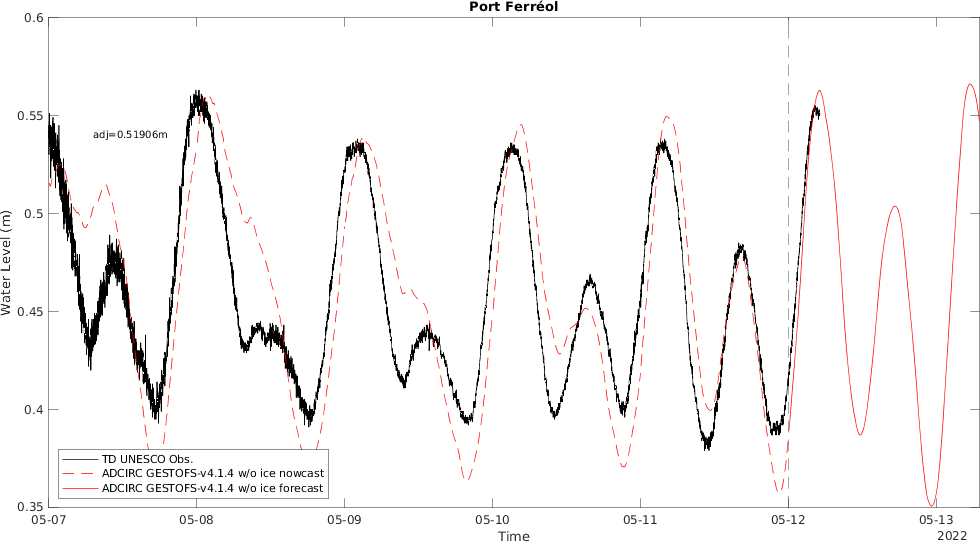 Port Ferréol
0.6
0.55
0.5
0.45
0.4
0.35
Water Level (m)
adj=0.51906m
TD UNESCO Obs.
ADCIRC GESTOFS-v4.1.4 w/o ice nowcast
ADCIRC GESTOFS-v4.1.4 w/o ice forecast
05-07 05-08 05-09 05-10 05-11 05-12 05-13
Time
2022